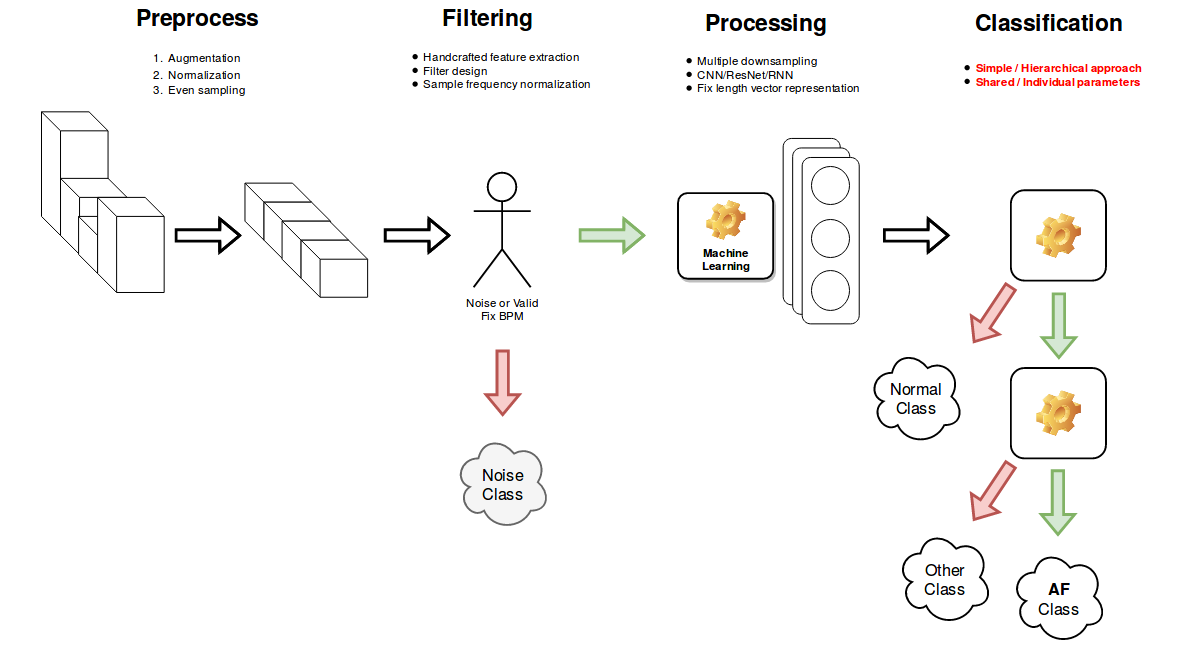 Preprocess
1. Augmentation
2. Normalization
3. Even sampling
Filtering
● Handcrafted feature extraction
● Filter design
● Sample frequency normalization
Processing
● Multiple downsampling
● CNN/ResNet/RNN
● Fix length vector representation
Classification
● Simple / Hierarchical approach
● Shared / Individual parameters
Noise or Valid
Fix BPM
Noise
Class
Machine
Learning
Normal
Class
Other
Class
AF
Class